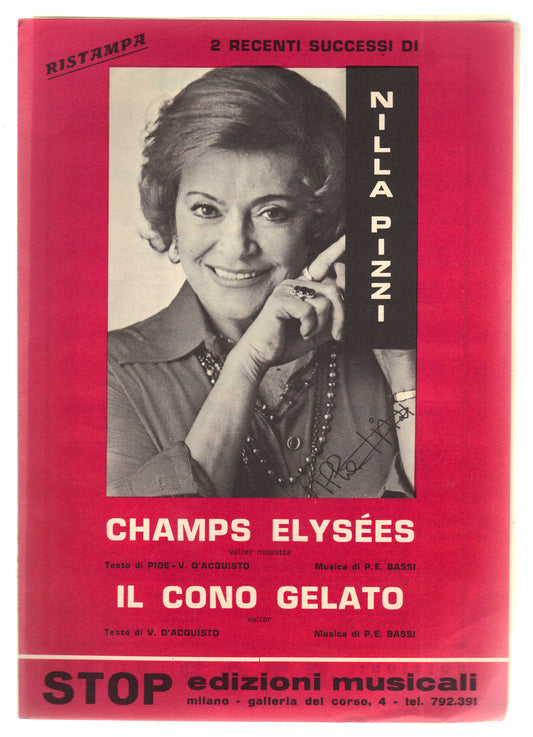 RISTAMPA
2 RECENTI SUCCESSI DI
NILLA PIZZI
CHAMPS ELYSÉES
valzer musette
Testo di PIDE - V. D'ACQUISTO Musica di P.E. BASSI
IL CONO GELATO
valzer
Testo di V. D'ACQUISTO Musica di P.E. BASSI
STOP edizioni musicali
milano - galleria del corso, 4 - tel. 792.391